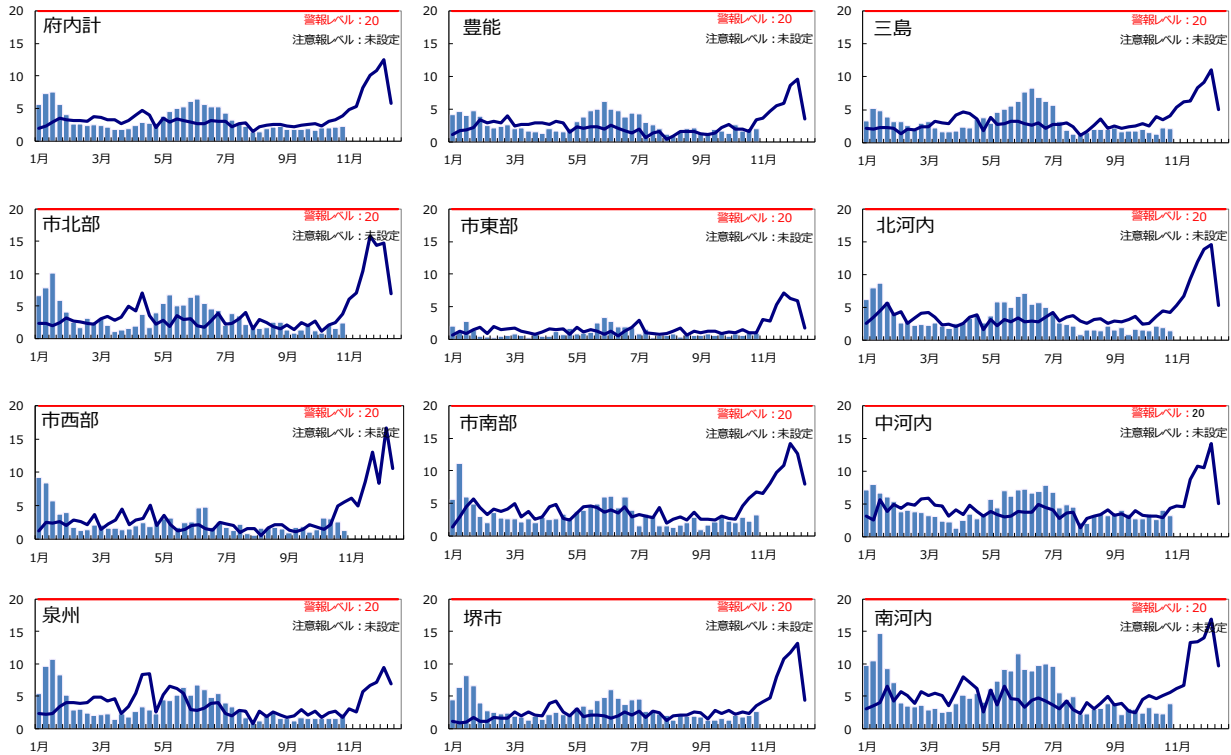 府内計
警報レベル：20
注意報レベル：未設定
20
15
10
5
0
1月 3月 5月 7月 9月 11月
豊能
警報レベル：20
注意報レベル：未設定
20
15
10
5
0
1月 3月 5月 7月 9月 11月
三島
警報レベル：20
注意報レベル：未設定
20
15
10
5
0
1月 3月 5月 7月 9月 11月
市北部
警報レベル：20
注意報レベル：未設定
20
15
10
5
0
1月 3月 5月 7月 9月 11月
市東部
警報レベル：20
注意報レベル：未設定
20
15
10
5
0
1月 3月 5月 7月 9月 11月
北河内
警報レベル：20
注意報レベル：未設定
20
15
10
5
0
1月 3月 5月 7月 9月 11月
市西部
警報レベル：20
注意報レベル：未設定
20
15
10
5
0
1月 3月 5月 7月 9月 11月
市南部
警報レベル：20
注意報レベル：未設定
20
15
10
5
0
1月 3月 5月 7月 9月 11月
中河内
警報レベル：20
注意報レベル：未設定
20
15
10
5
0
1月 3月 5月 7月 9月 11月
泉州
警報レベル：20
注意報レベル：未設定
20
15
10
5
0
1月 3月 5月 7月 9月 11月
堺市
警報レベル：20
注意報レベル：未設定
20
15
10
5
0
1月 3月 5月 7月 9月 11月
南河内
警報レベル：20
注意報レベル：未設定
20
15
10
5
0
1月 3月 5月 7月 9月 11月